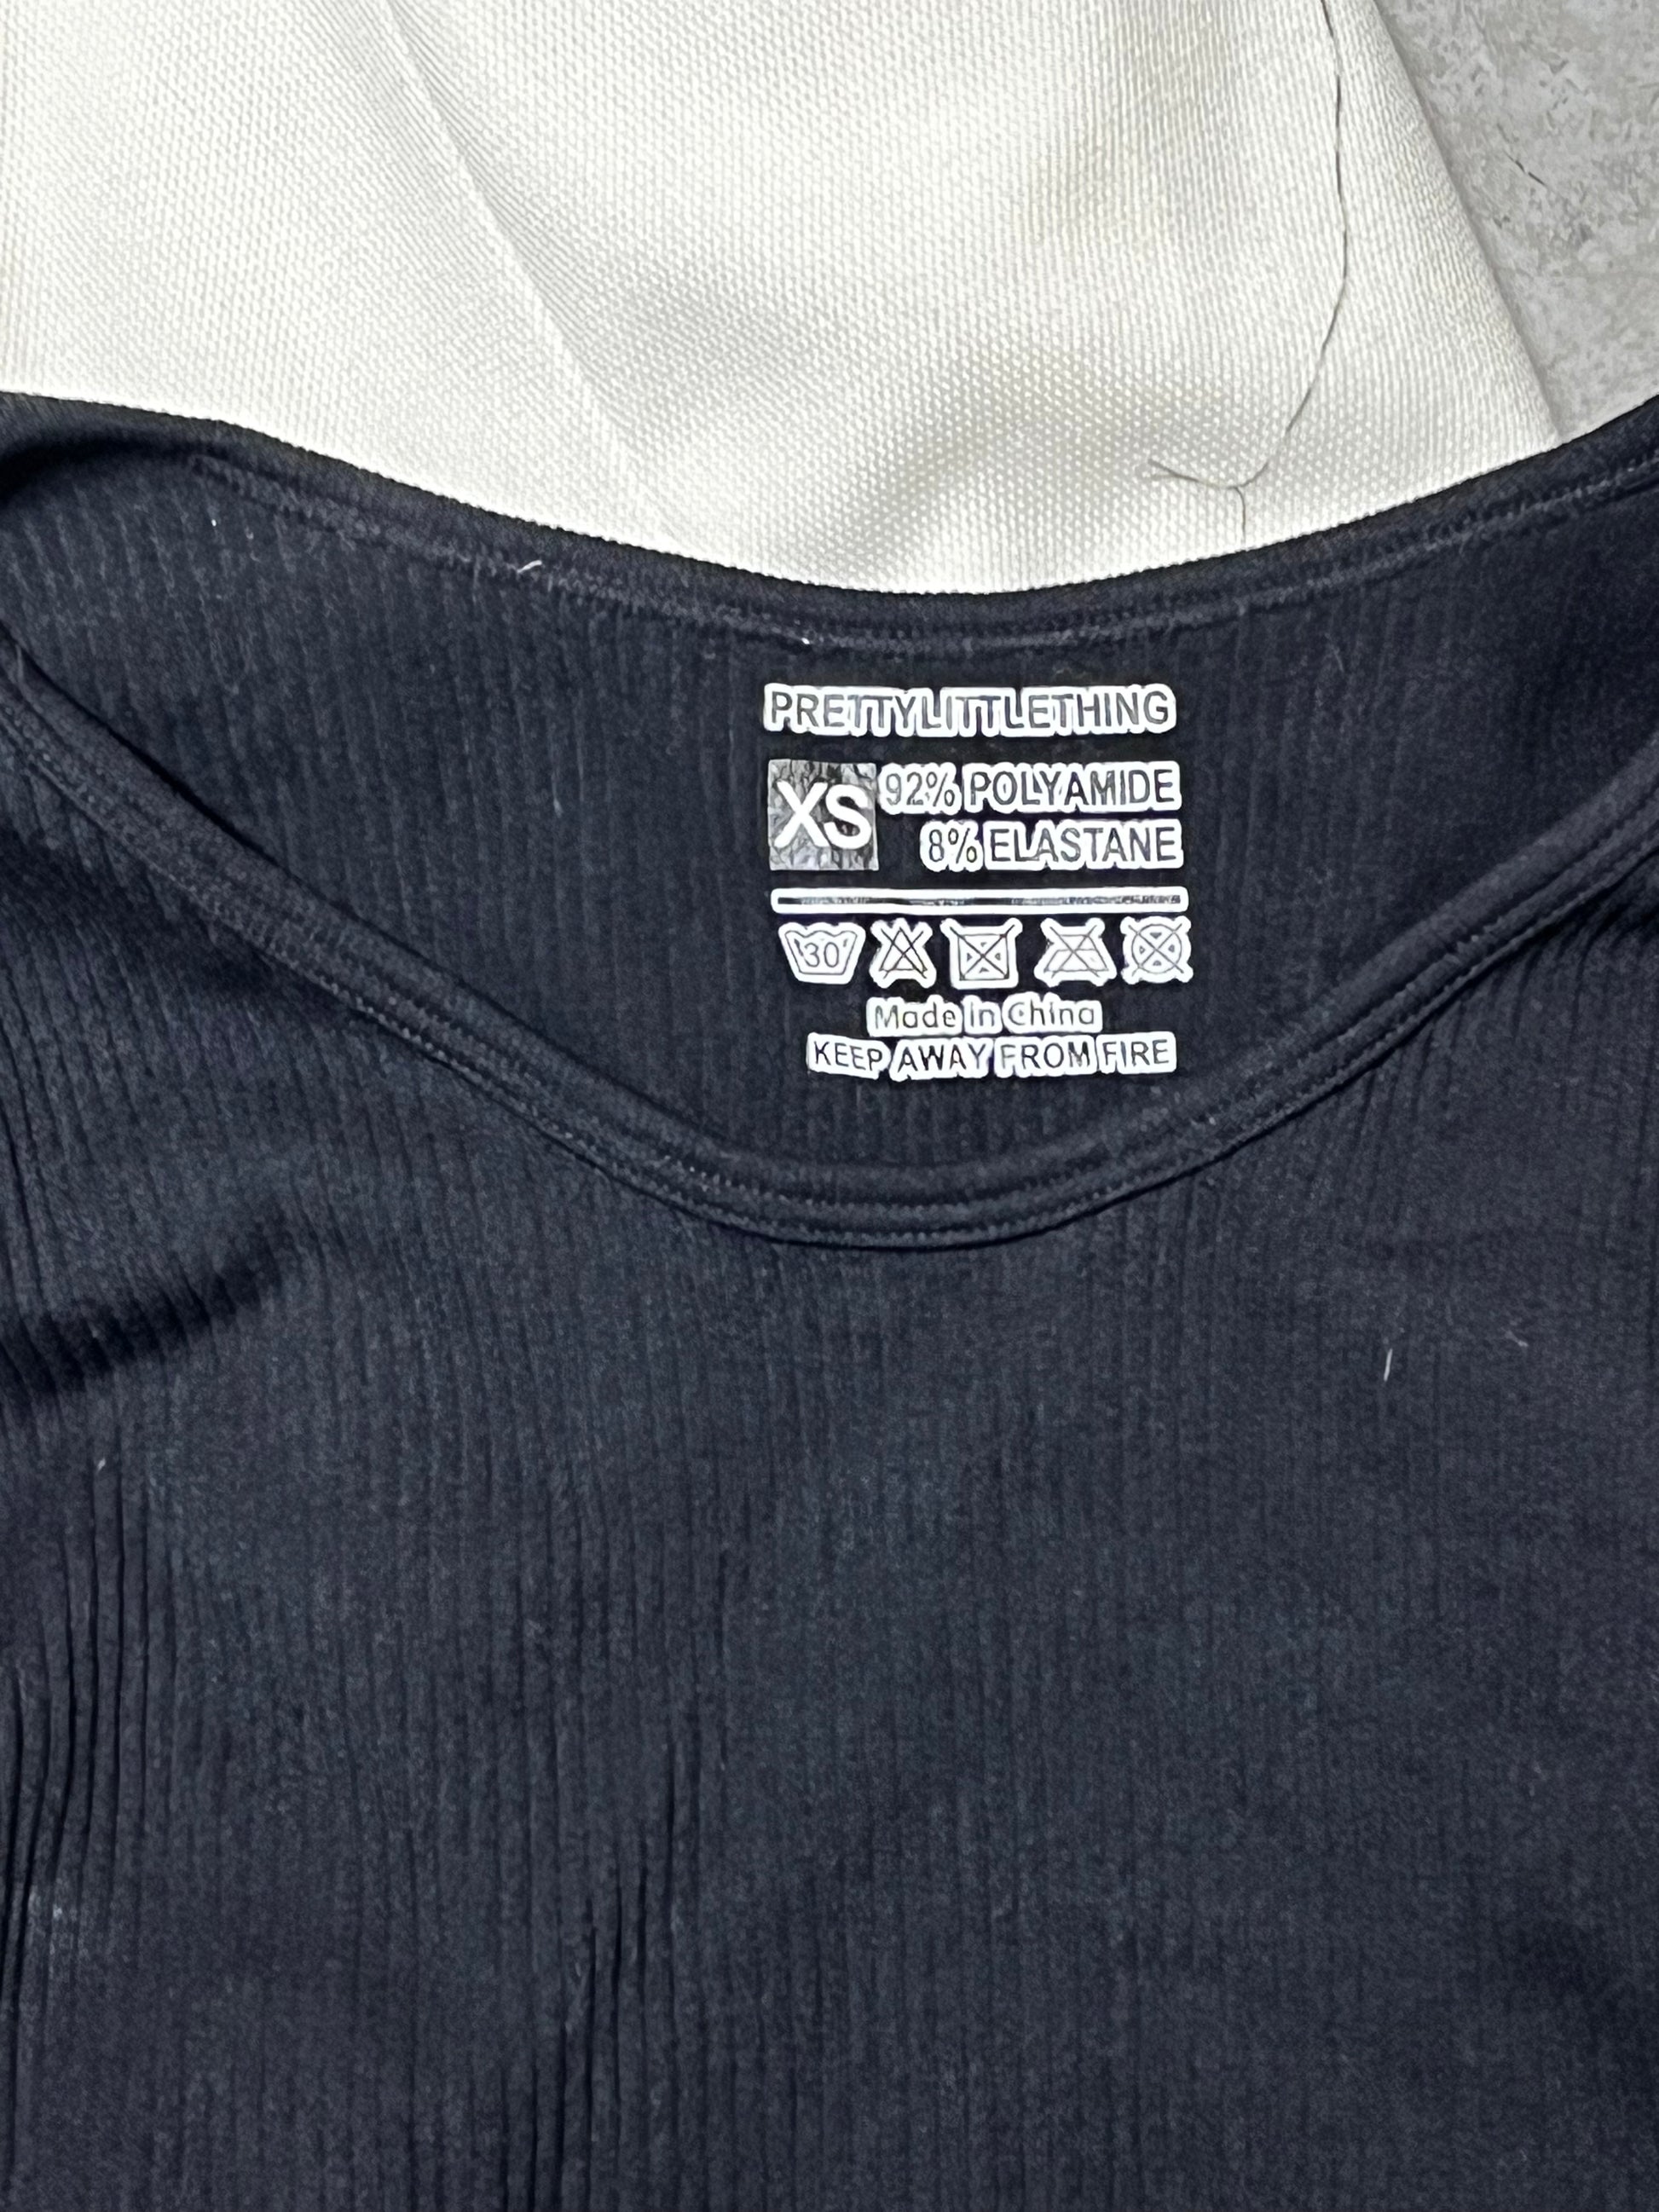 PRETTYLITTLETHING
XS
92% POLYAMIDE
8% ELASTANE
30
Made In China
KEEP AWAY FROM FIRE